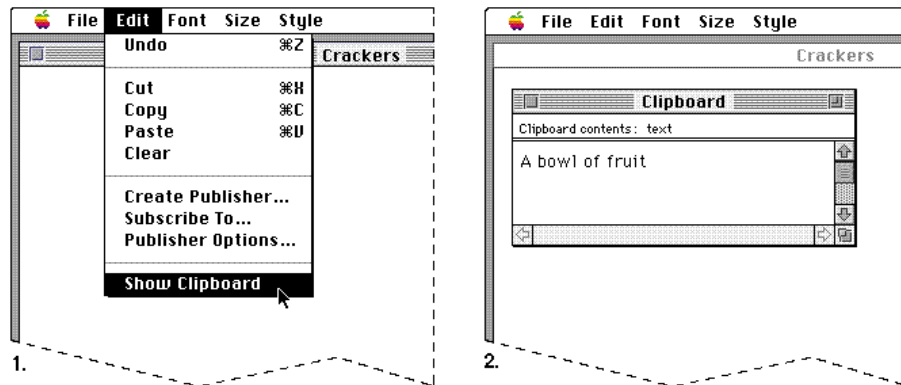 File Edit Font Size Style
Undo ⌘Z
Crackers
Cut ⌘X
Copy ⌘C
Paste ⌘V
Clear
Create Publisher...
Subscribe To...
Publisher Options...
Show Clipboard
1.
File Edit Font Size Style
Crackers
Clipboard
Clipboard contents: text
A bowl of fruit
2.